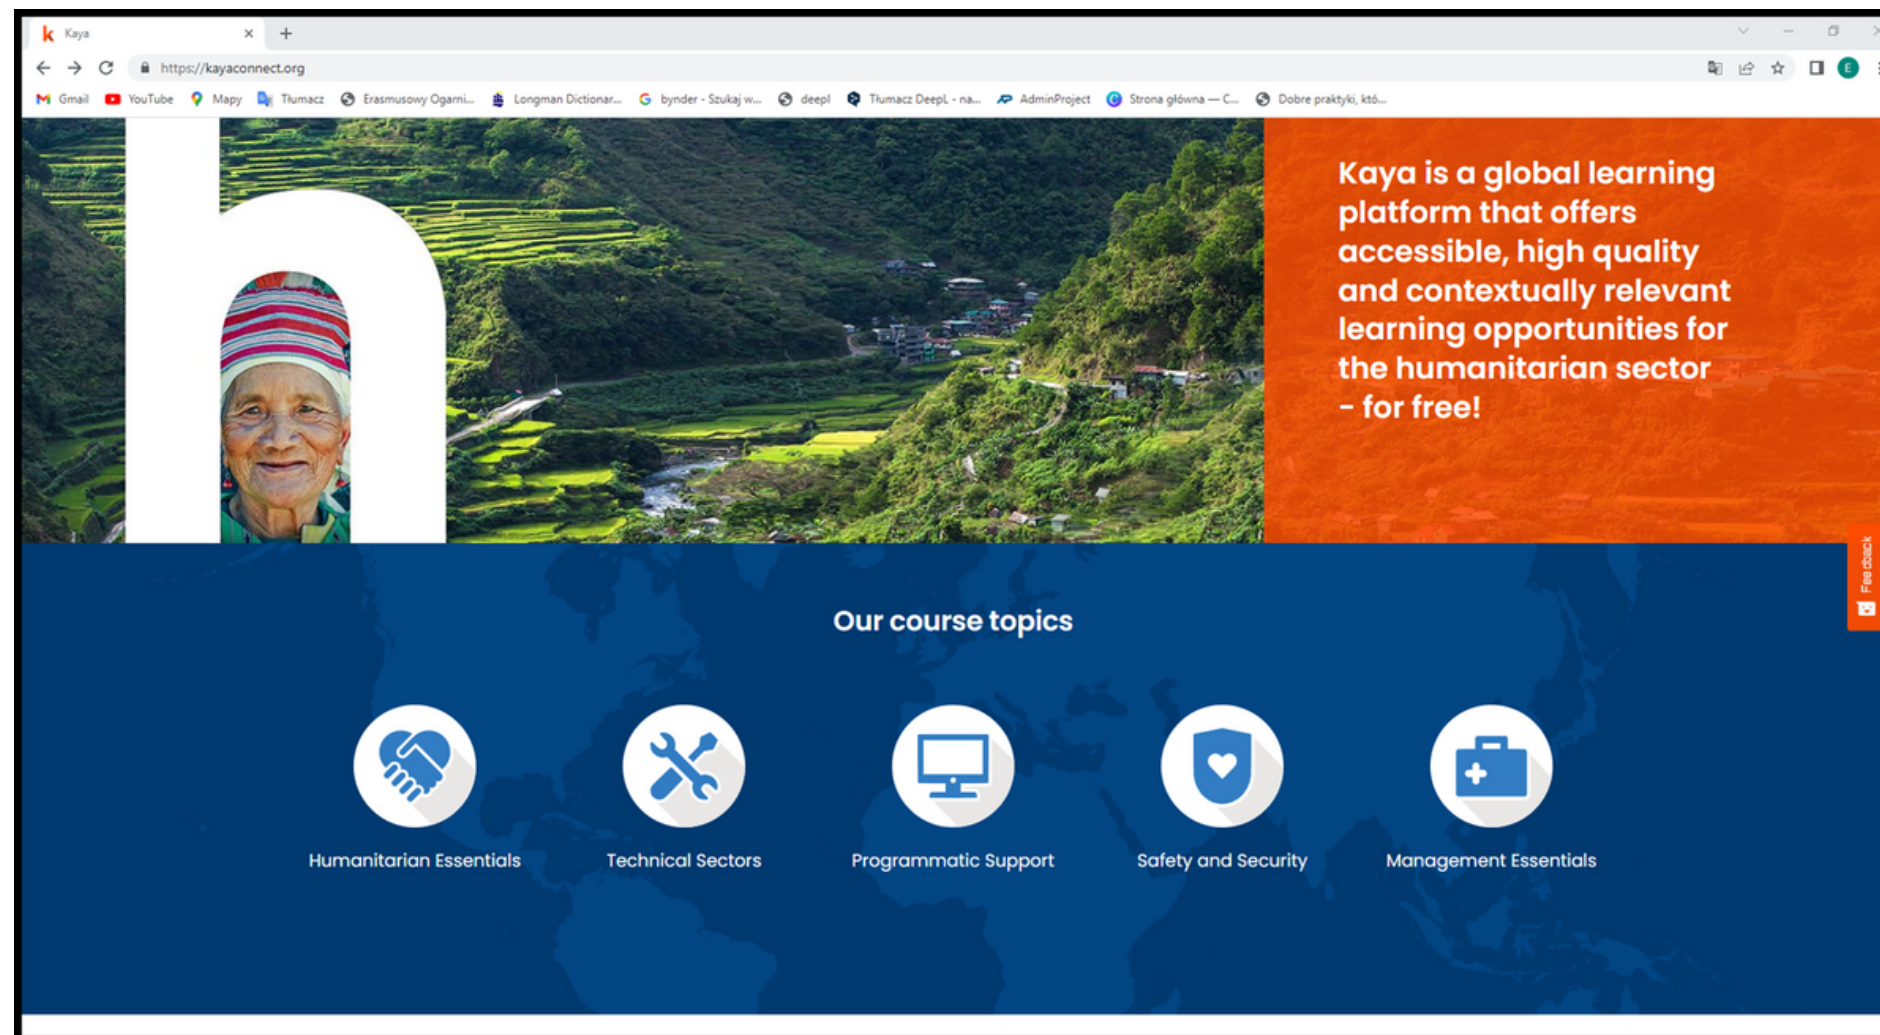 Kaya
https://kayaconnect.org
E
Gmail YouTube Mapy Tłumacz Erasmusowy Ogarni... Longman Dictionar... bynder - Szukaj w... deepl Tłumacz DeepL - na... AdminProject Strona główna — C... Dobre praktyki, któ...
h
Kaya is a global learning
platform that offers
accessible, high quality
and contextually relevant
learning opportunities for
the humanitarian sector
- for free!
Feedback
Our course topics
Humanitarian Essentials
Technical Sectors
Programmatic Support
Safety and Security
Management Essentials